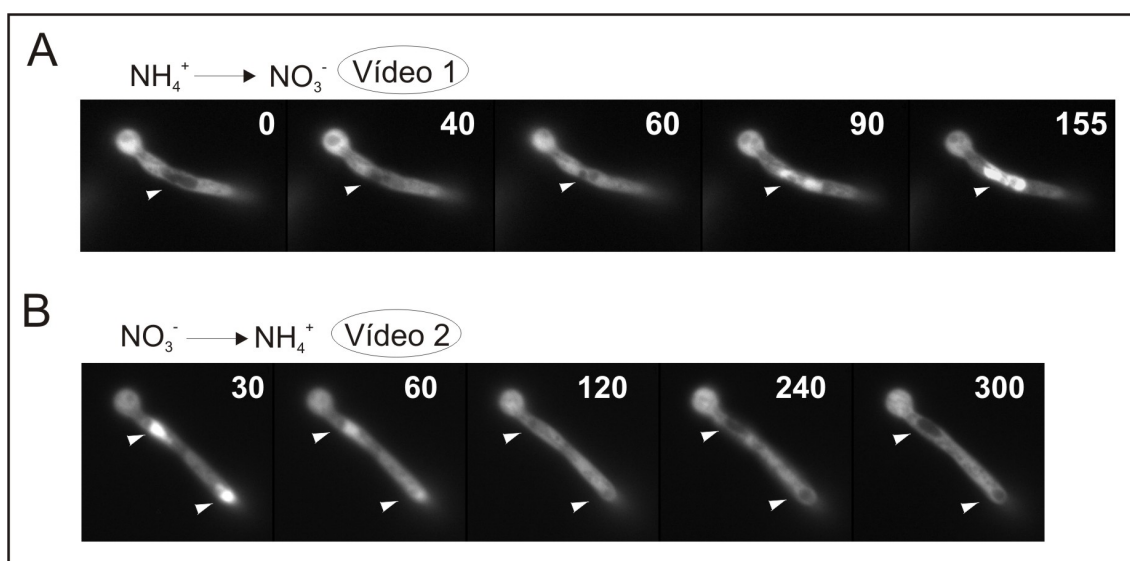 A
NH₄⁺ → NO₃⁻ Vídeo 1
0 40 60 90 155
B
NO₃⁻ → NH₄⁺ Vídeo 2
30 60 120 240 300